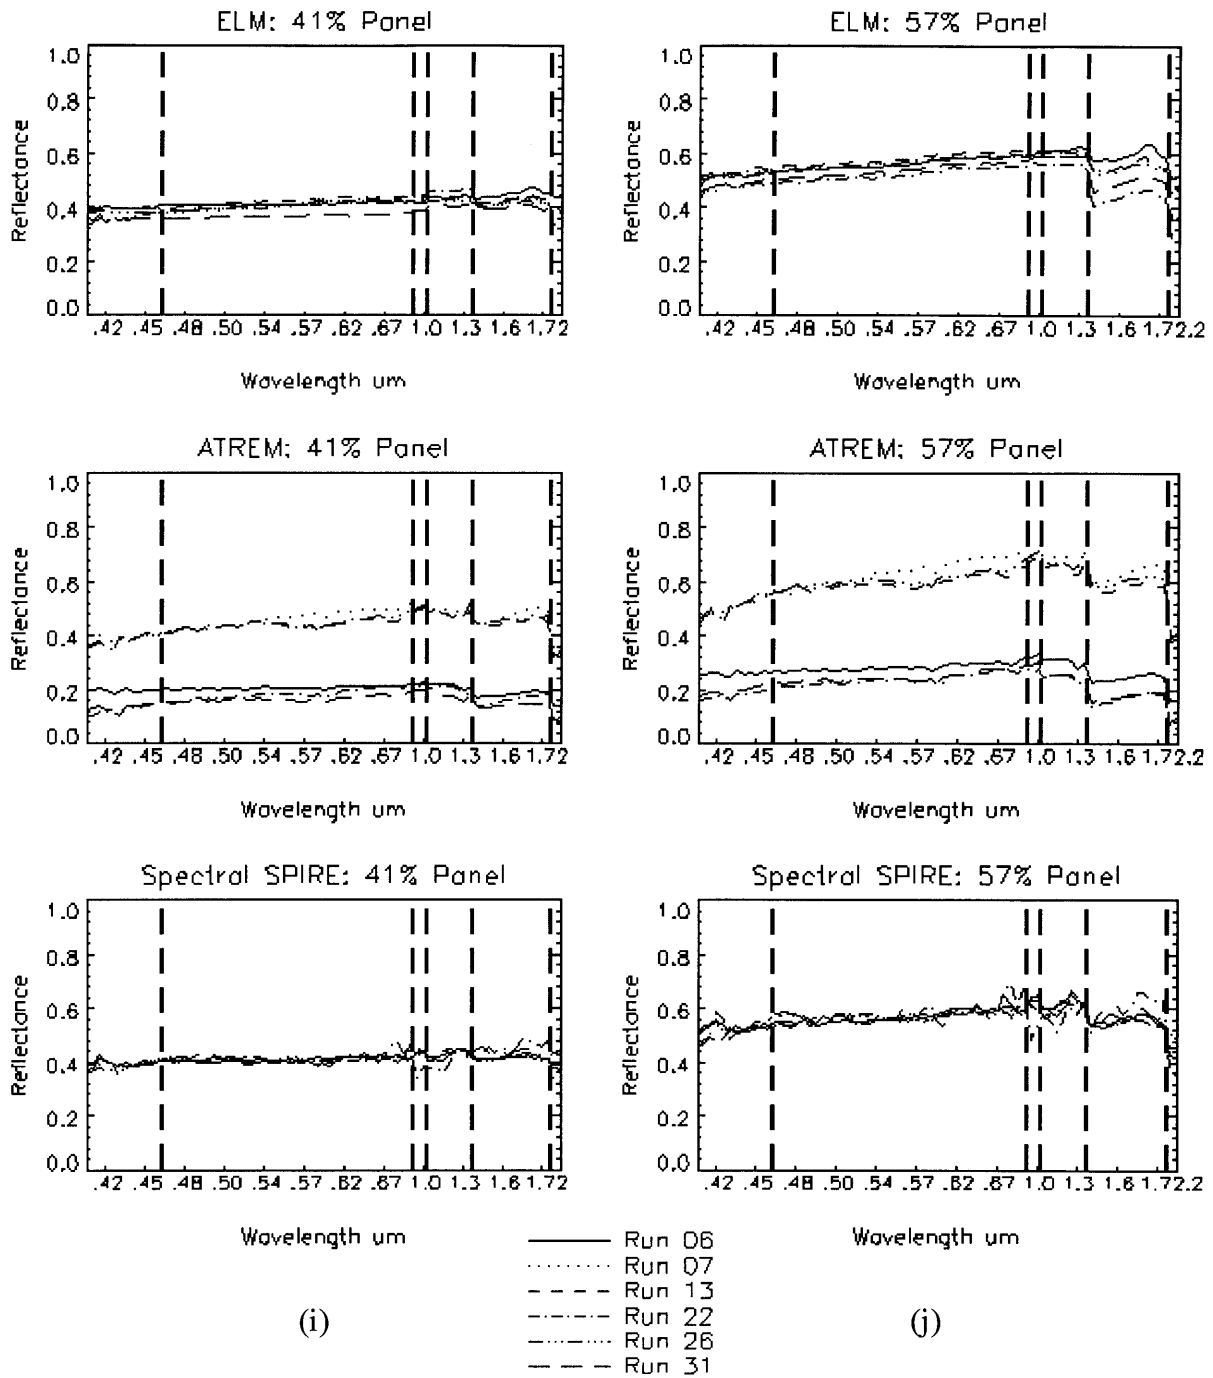 ELM: 41% Panel
1.0
0.8
0.6
0.4
0.2
0.0
Reflectance
.42 .45 .48 .50 .54 .57 .62 .67 1.0 1.3 1.6 1.72
Wavelength um
ELM: 57% Panel
1.0
0.8
0.6
0.4
0.2
0.0
Reflectance
.42 .45 .48 .50 .54 .57 .62 .67 1.0 1.3 1.6 1.72.2
Wavelength um
ATREM: 41% Panel
1.0
0.8
0.6
0.4
0.2
0.0
Reflectance
.42 .45 .48 .50 .54 .57 .62 .67 1.0 1.3 1.6 1.72
Wavelength um
ATREM: 57% Panel
1.0
0.8
0.6
0.4
0.2
0.0
Reflectance
.42 .45 .48 .50 .54 .57 .62 .67 1.0 1.3 1.6 1.72.2
Wavelength um
Spectral SPIRE: 41% Panel
1.0
0.8
0.6
0.4
0.2
0.0
Reflectance
.42 .45 .48 .50 .54 .57 .62 .67 1.0 1.3 1.6 1.72
Wavelength um
Spectral SPIRE: 57% Panel
1.0
0.8
0.6
0.4
0.2
0.0
Reflectance
.42 .45 .48 .50 .54 .57 .62 .67 1.0 1.3 1.6 1.72.2
Wavelength um
Run 06
Run 07
Run 13
Run 22
Run 26
Run 31
(i)
(j)